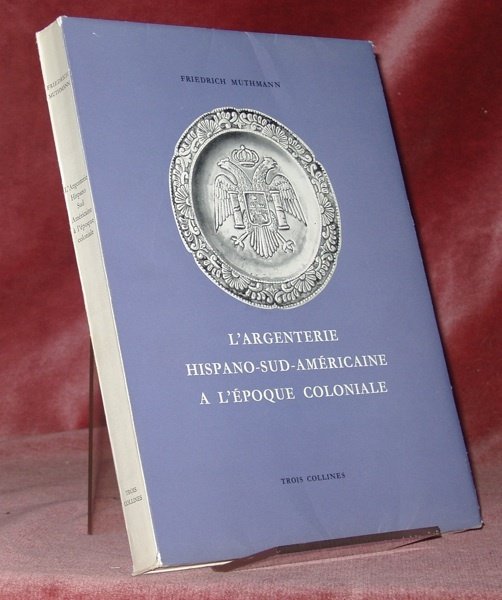 FRIEDRICH MUTHMANN
L'ARGENTERIE
HISPANO-SUD-AMÉRICAINE
A L'ÉPOQUE COLONIALE
TROIS COLLINES
FRIEDRICH
MUTHMANN
L'Argenterie
Hispano
Sud
Américaine
à l'époque
coloniale
TROIS
COLLINES